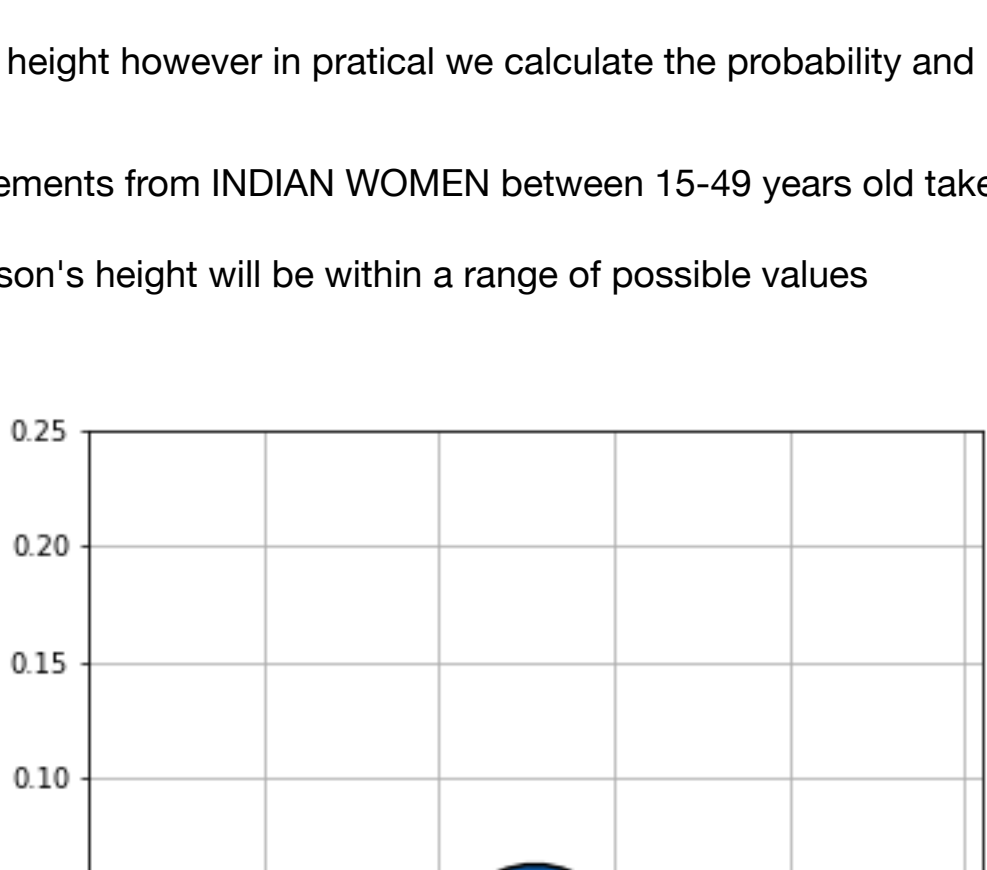 height however in pratical we calculate the probability and
ements from INDIAN WOMEN between 15-49 years old take
son's height will be within a range of possible values
0.25
0.20
0.15
0.10